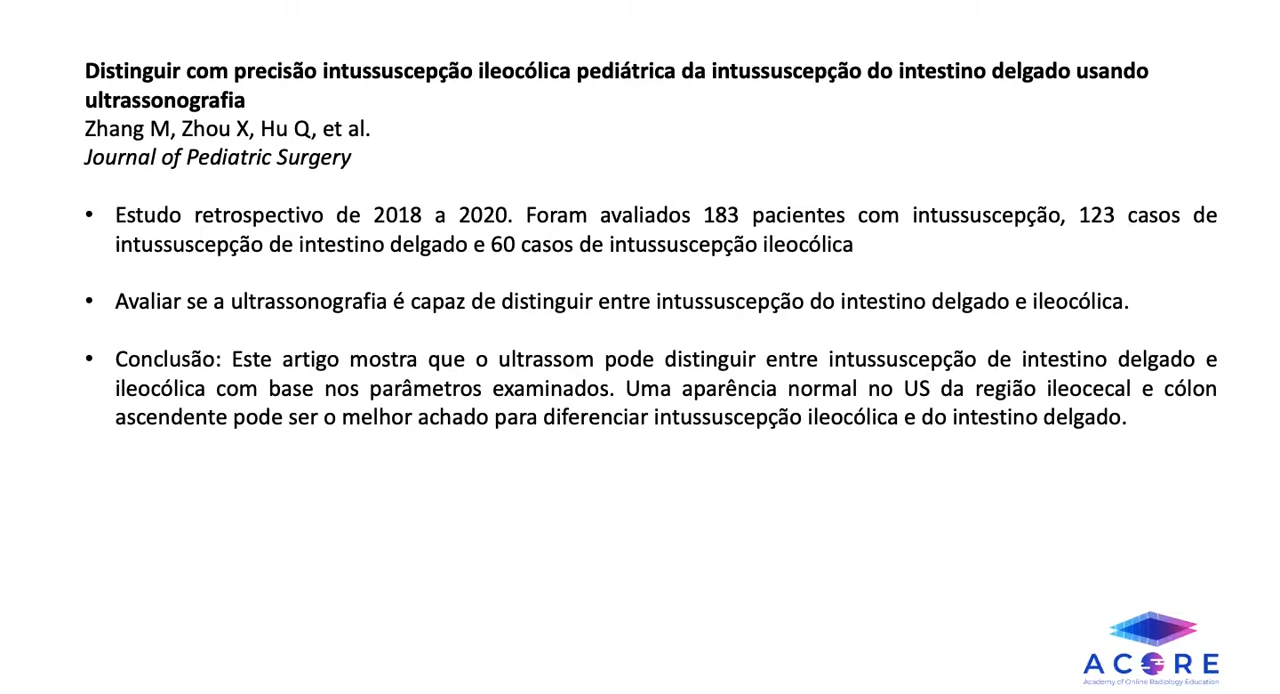 Distinguir com precisão intussuscepção ileocólica pediátrica da intussuscepção do intestino delgado usando
ultrassonografia
Zhang M, Zhou X, Hu Q, et al.
Journal of Pediatric Surgery
• Estudo retrospectivo de 2018 a 2020. Foram avaliados 183 pacientes com intussuscepção, 123 casos de
intussuscepção de intestino delgado e 60 casos de intussuscepção ileocólica
• Avaliar se a ultrassonografia é capaz de distinguir entre intussuscepção do intestino delgado e ileocólica.
• Conclusão: Este artigo mostra que o ultrassom pode distinguir entre intussuscepção de intestino delgado e
ileocólica com base nos parâmetros examinados. Uma aparência normal no US da região ileocecal e cólon
ascendente pode ser o melhor achado para diferenciar intussuscepção ileocólica e do intestino delgado.
ACORE
Academy of Online Radiology Education